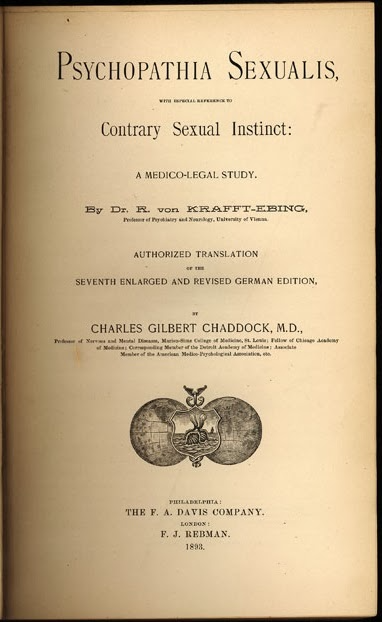 PSYCHOPATHIA SEXUALIS,
WITH ESPECIAL REFERENCE TO
Contrary Sexual Instinct:
A MEDICO-LEGAL STUDY.
By Dr. R. von KRAFFT-EBING,
Professor of Psychiatry and Neurology, University of Vienna.
AUTHORIZED TRANSLATION
OF THE
SEVENTH ENLARGED AND REVISED GERMAN EDITION,
BY
CHARLES GILBERT CHADDOCK, M.D.,
Professor of Nervous and Mental Diseases, Marion-Sims College of Medicine, St. Louis; Fellow of Chicago Academy
of Medicine; Corresponding Member of the Detroit Academy of Medicine; Associate
Member of the American Medico-Psychological Association, etc.
PHILADELPHIA:
THE F. A. DAVIS COMPANY.
LONDON:
F. J. REBMAN.
1893.